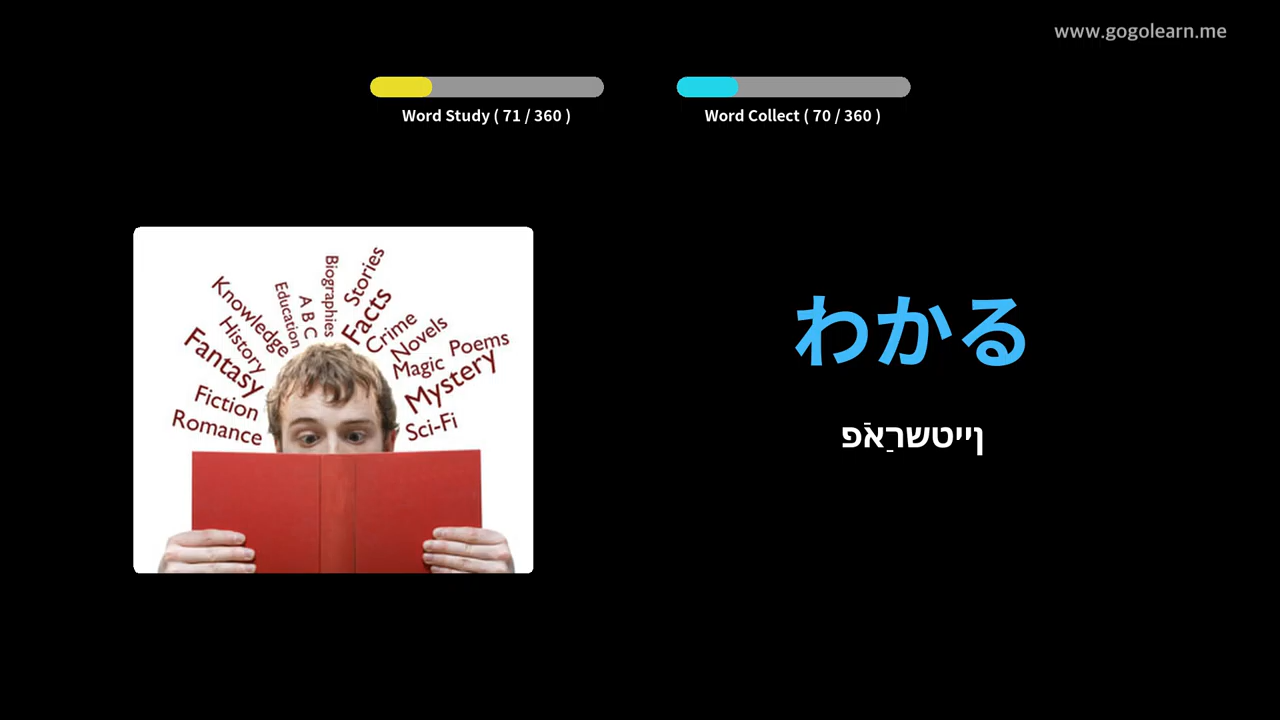 www.gogolearn.me
Word Study ( 71 / 360 )
Word Collect ( 70 / 360 )
Knowledge
History
Fantasy
Fiction
Romance
Education
A B C
Biographies
Stories
Facts
Crime
Novels
Magic
Poems
Mystery
Sci-Fi
わかる
ןייטשרַאֿפ